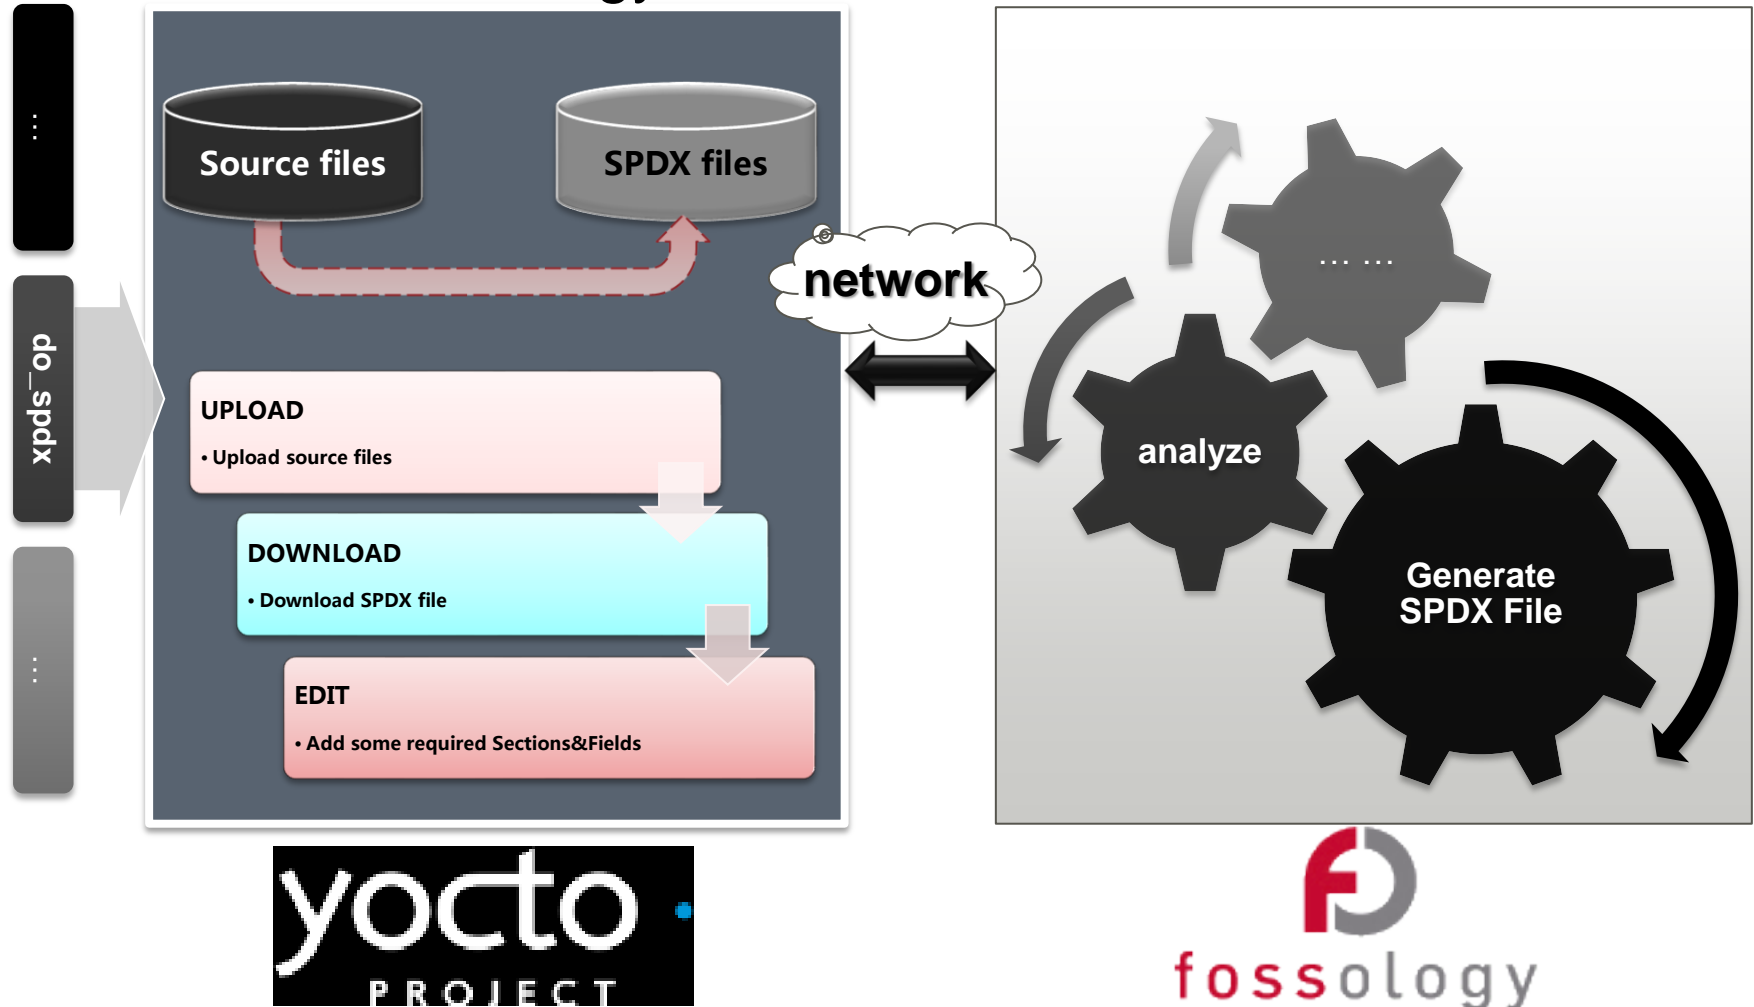 ...
do_spdx
...
Source files
SPDX files
UPLOAD
• Upload source files
DOWNLOAD
• Download SPDX file
EDIT
• Add some required Sections&Fields
network
... ...
analyze
Generate
SPDX File
yocto
PROJECT
fossology